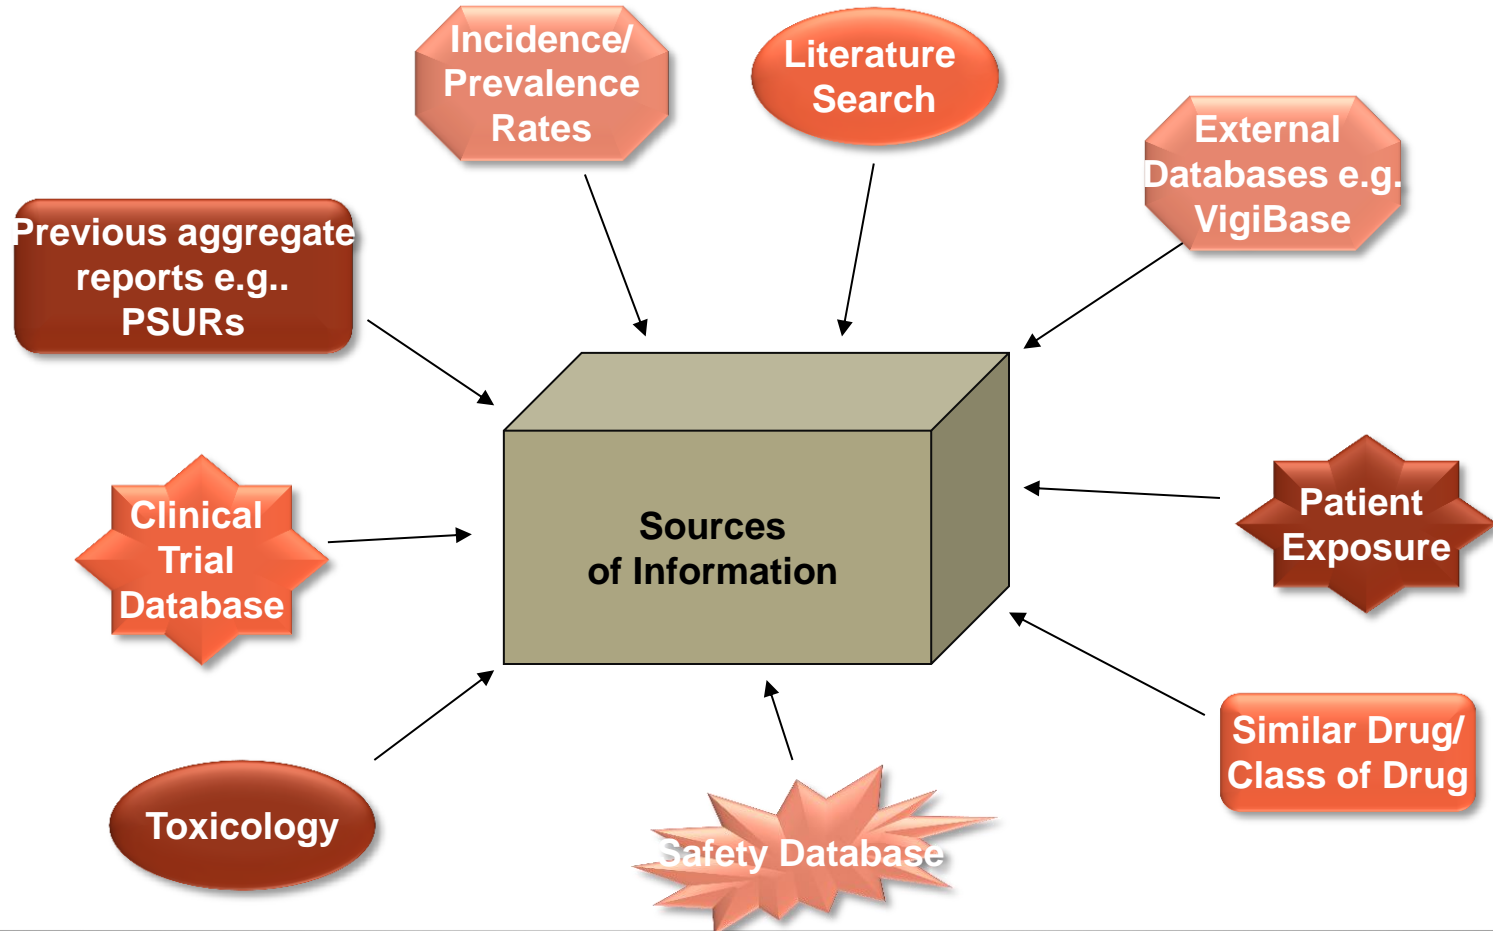 Incidence/
Prevalence
Rates
Literature
Search
External
Databases e.g.
VigiBase
Previous aggregate
reports e.g..
PSURs
Clinical
Trial
Database
Sources
of Information
Patient
Exposure
Similar Drug/
Class of Drug
Toxicology
Safety Database